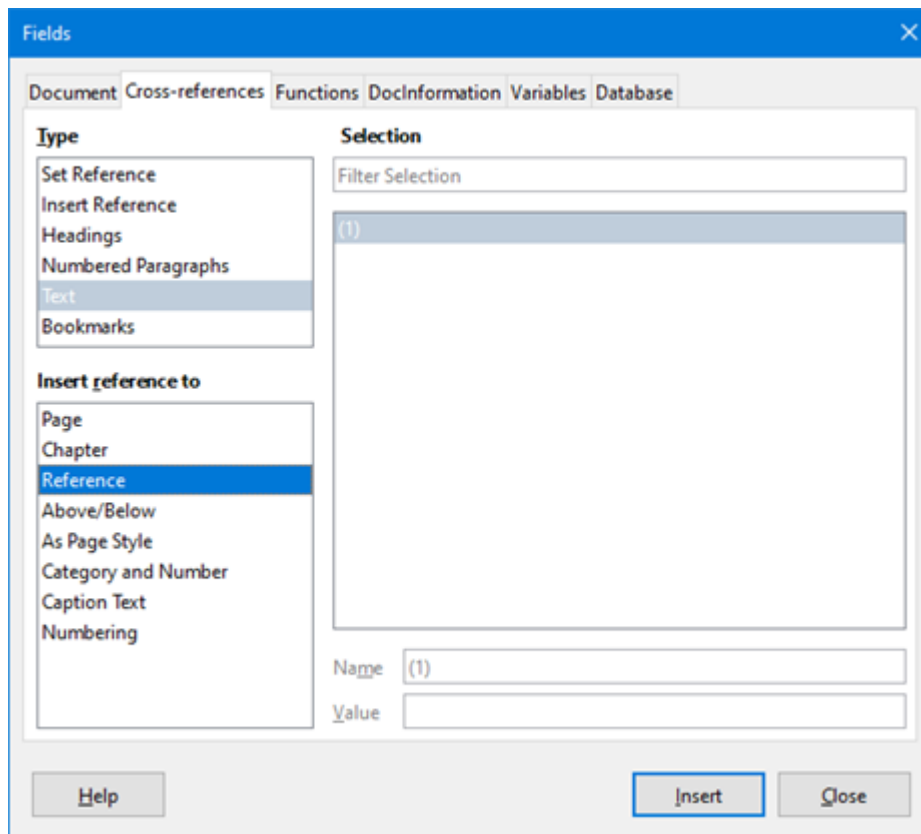 Fields
Document Cross-references Functions DocInformation Variables Database
Type
Set Reference
Insert Reference
Headings
Numbered Paragraphs
Text
Bookmarks
Insert reference to
Page
Chapter
Reference
Above/Below
As Page Style
Category and Number
Caption Text
Numbering
Selection
Filter Selection
(1)
Name (1)
Value
Help Insert Close